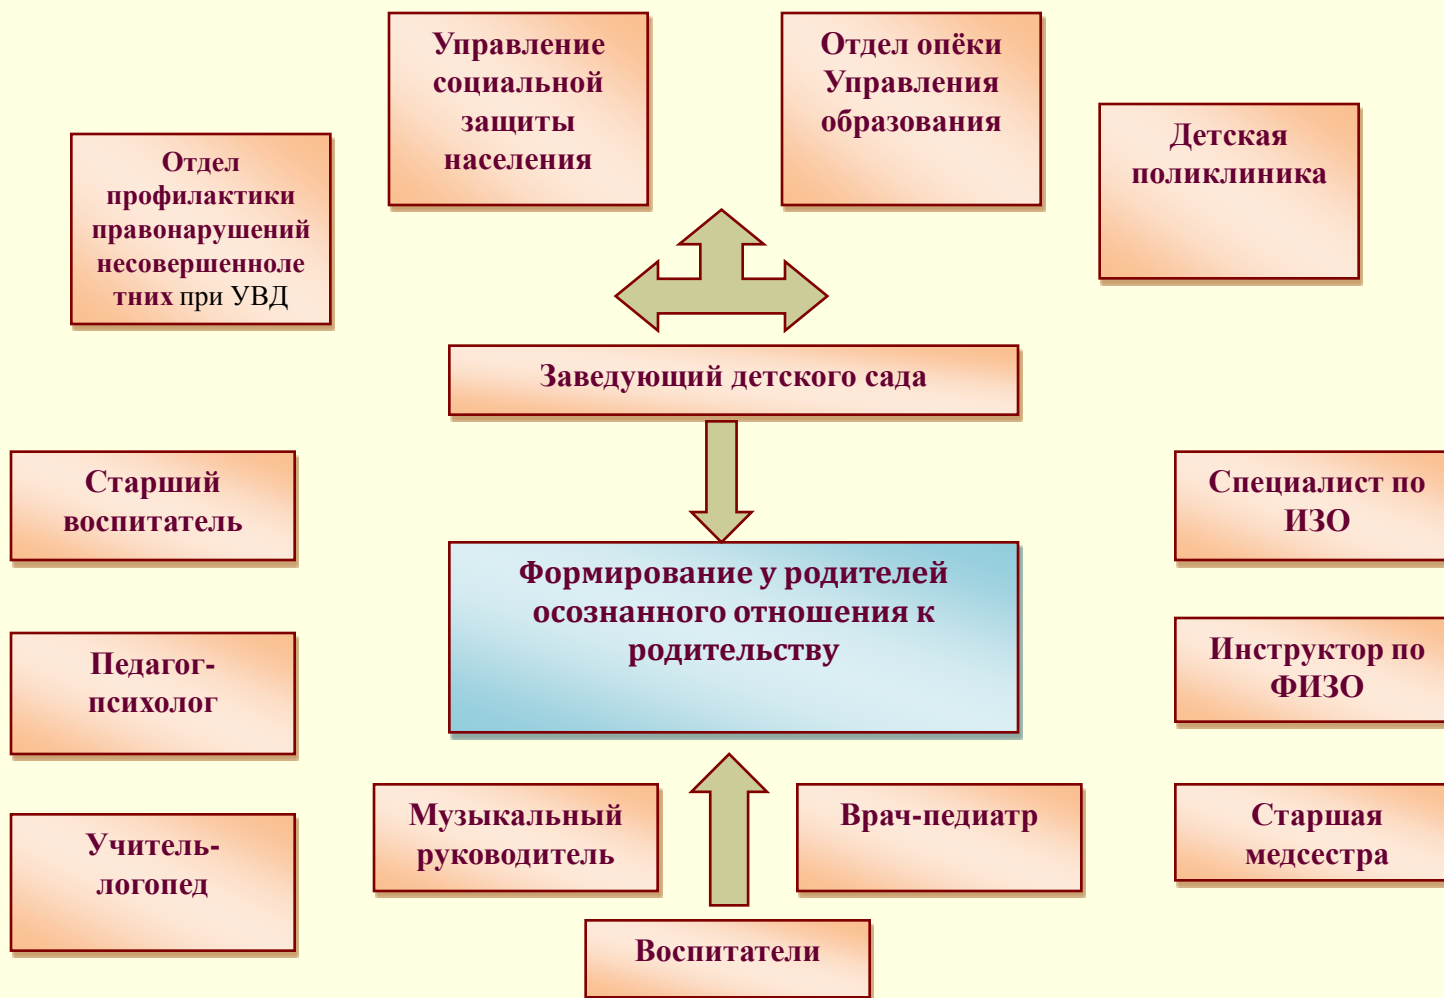 Управление
социальной
защиты
населения
Отдел опёки
Управления
образования
Детская
поликлиника
Отдел
профилактики
правонарушений
несовершенноле
тних при УВД
Заведующий детского сада
Старший
воспитатель
Специалист по
ИЗО
Формирование у родителей
осознанного отношения к
родительству
Педагог-
психолог
Инструктор по
ФИЗО
Музыкальный
руководитель
Врач-педиатр
Старшая
медсестра
Учитель-
логопед
Воспитатели